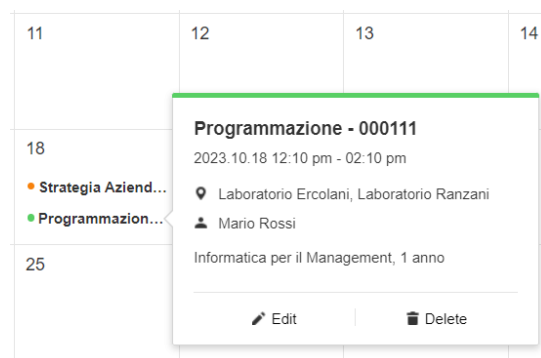 11
12
13
14
Programmazione - 000111
2023.10.18 12:10 pm - 02:10 pm
18
Strategia Aziend...
Laboratorio Ercolani, Laboratorio Ranzani
Programmazion...
Mario Rossi
25
Informatica per il Management, 1 anno
Edit
Delete